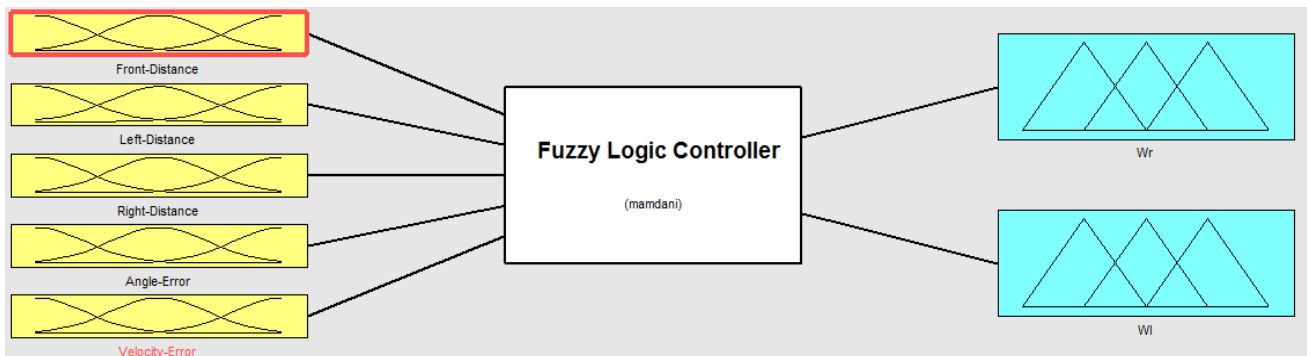 Front-Distance
Left-Distance
Right-Distance
Angle-Error
Velocity-Error
Fuzzy Logic Controller
(mamdani)
Wr
Wl